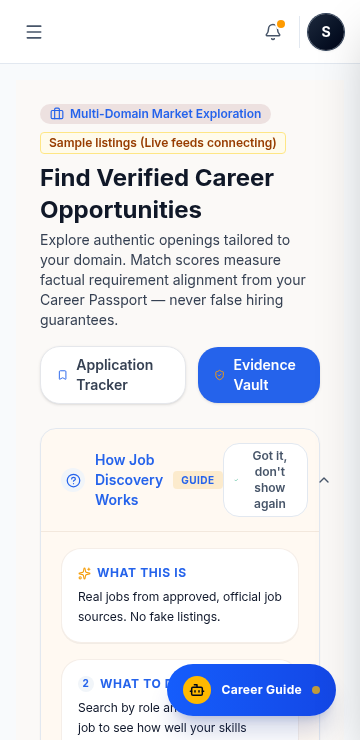 S
Multi-Domain Market Exploration
Sample listings (Live feeds connecting)
Find Verified Career
Opportunities
Explore authentic openings tailored to
your domain. Match scores measure
factual requirement alignment from your
Career Passport — never false hiring
guarantees.
Application
Tracker
Evidence
Vault
How Job
Discovery
Works
GUIDE
Got it,
don't
show
again
WHAT THIS IS
Real jobs from approved, official job
sources. No fake listings.
2 WHAT TO
Search by role an
job to see how well your skills
Career Guide